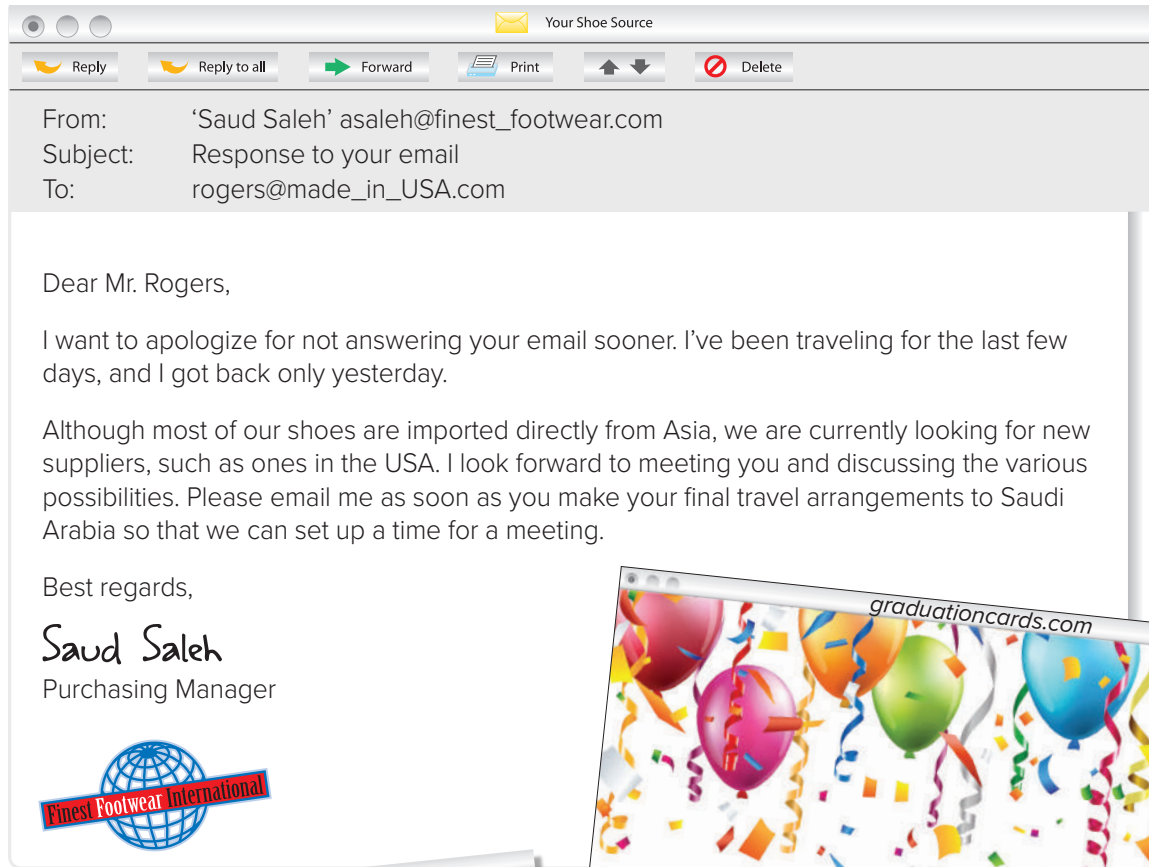 Your Shoe Source
Reply
Reply to all
Forward
Print
Delete
From: ‘Saud Saleh’ asaleh@finest_footwear.com
Subject: Response to your email
To: rogers@made_in_USA.com
Dear Mr. Rogers,
I want to apologize for not answering your email sooner. I’ve been traveling for the last few
days, and I got back only yesterday.
Although most of our shoes are imported directly from Asia, we are currently looking for new
suppliers, such as ones in the USA. I look forward to meeting you and discussing the various
possibilities. Please email me as soon as you make your final travel arrangements to Saudi
Arabia so that we can set up a time for a meeting.
Best regards,
Saud Saleh
Purchasing Manager
Finest Footwear International
graduationcards.com